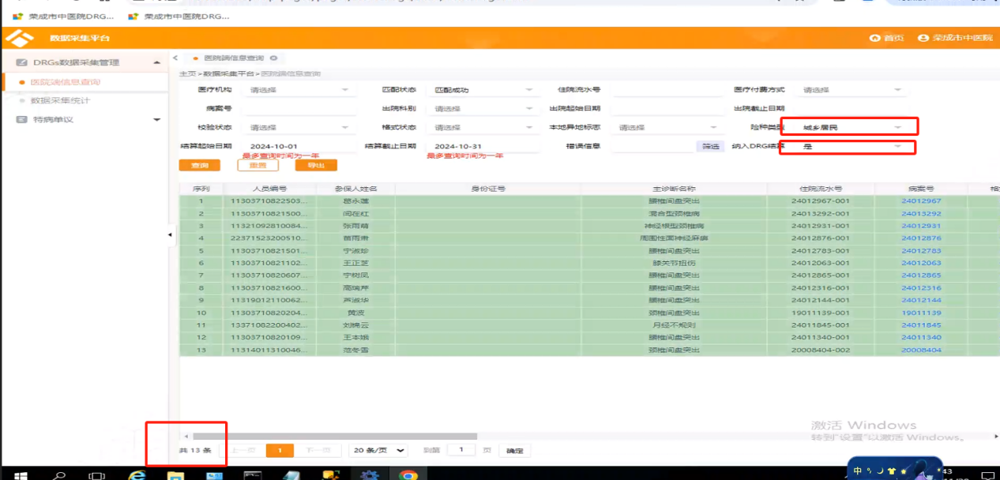 荣成市中医院DRG... 荣成市中医院DRG...
数据采集平台 首页 荣成市中医院
DRGs数据采集管理 医院端信息查询
医院端信息查询 主页>数据采集平台>医院端信息查询
数据采集统计
特病单议
医疗机构 请选择 匹配状态 匹配成功 住院流水号 医疗付费方式 请选择
病案号 出院科别 请选择 出院起始日期 出院截止日期
校验状态 请选择 格式状态 请选择 本地异地标志 请选择 险种类型 城乡居民
结算起始日期 2024-10-01 结算截止日期 2024-10-31 错误信息 筛选 纳入DRG结算 是
最多查询时间为一年 最多查询时间为一年
查询 重置 导出
序列 人员编号 参保人姓名 身份证号 主诊断名称 住院流水号 病案号
1 11303710822503... 腰椎间盘突出 24012967-001 24012967
2 11303710821500... 闫在红 混合型颈椎病 24013292-001 24013292
3 11321092810084... 张雨萌 神经根型颈椎病 24012931-001 24012931
4 22371523200510... 苗雨肃 周围性面神经麻痹 24012876-001 24012876
5 11303710821501... 宁淑珍 腰椎间盘突出 24012783-001 24012783
6 11303710821102... 王正芝 膝关节扭伤 24012063-001 24012063
7 11303710820607... 宁树凤 腰椎间盘突出 24012865-001 24012865
8 11303710821600... 高瑞芹 腰椎间盘突出 24012316-001 24012316
9 11319012110062... 芦淑华 腰椎间盘突出 24012144-001 24012144
10 11303710820204... 黄波 颈椎间盘突出 19011139-001 19011139
11 13371082200402... 刘棉云 月经不规则 24011845-001 24011845
12 11303710820109... 王本娥 腰椎间盘突出 24011340-001 24011340
13 11314011310046... 范冬雪 颈椎间盘突出 20008404-002 20008404
激活 Windows
转到"设置"以激活 Windows。
共 13 条 上一页 1 下一页 20 条/页 到第 1 页 确定
中